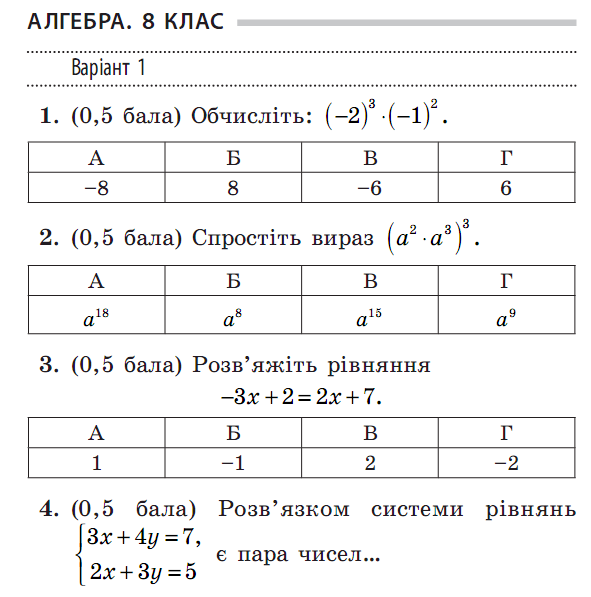 АЛГЕБРА. 8 КЛАС
Варіант 1
1. (0,5 бала) Обчисліть: (−2)³·(−1)².
А Б В Г
−8 8 −6 6
2. (0,5 бала) Спростіть вираз (a²·a³)³.
А Б В Г
a¹⁸ a⁸ a¹⁵ a⁹
3. (0,5 бала) Розв’яжіть рівняння
−3x+2=2x+7.
А Б В Г
1 −1 2 −2
4. (0,5 бала) Розв’язком системи рівнянь
{3x+4y=7,
2x+3y=5 є пара чисел...